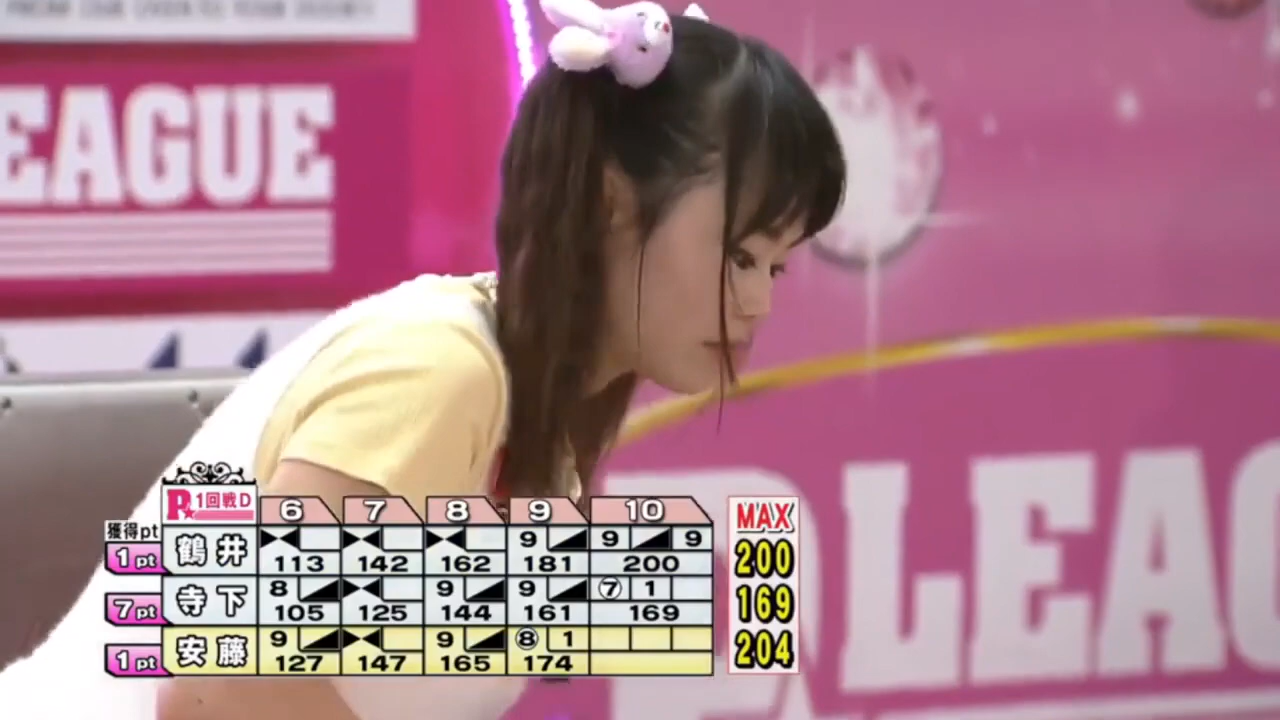 EAGUE
P★ 1回戦D 6 7 8 9 10 MAX
獲得pt
1pt 鶴井 9 9 9
113 142 162 181 200 200
7pt 寺下 8 9 9 ⑦ 1
105 125 144 161 169 169
1pt 安藤 9 9 ⑧ 1
127 147 165 174 204
LEAG